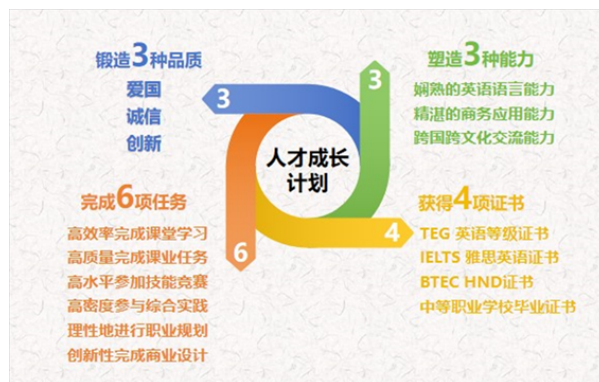 锻造3种品质
爱国
诚信
创新
3
塑造3种能力
娴熟的英语语言能力
精湛的商务应用能力
跨国跨文化交流能力
3
人才成长
计划
完成6项任务
高效率完成课堂学习
高质量完成课业任务
高水平参加技能竞赛
高密度参与综合实践
理性地进行职业规划
创新性完成商业设计
6
获得4项证书
TEG 英语等级证书
IELTS 雅思英语证书
BTEC HND证书
中等职业学校毕业证书
4